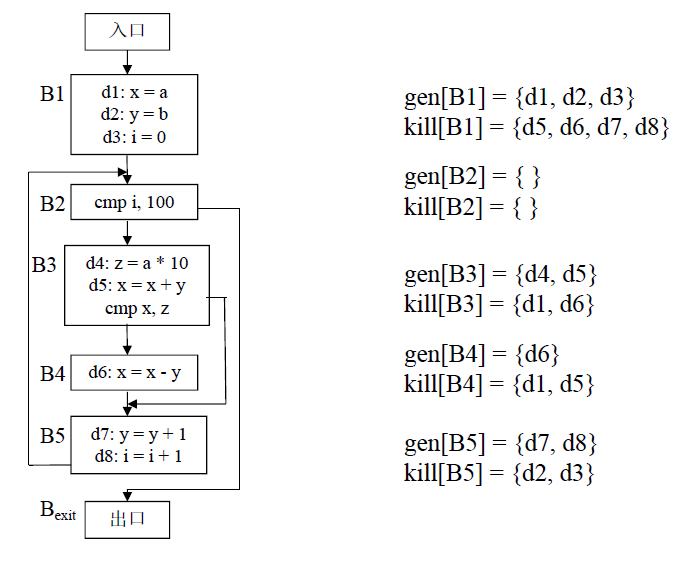 入口
B1
d1: x = a
d2: y = b
d3: i = 0
gen[B1] = {d1, d2, d3}
kill[B1] = {d5, d6, d7, d8}
B2
cmp i, 100
gen[B2] = { }
kill[B2] = { }
B3
d4: z = a * 10
d5: x = x + y
cmp x, z
gen[B3] = {d4, d5}
kill[B3] = {d1, d6}
B4
d6: x = x - y
gen[B4] = {d6}
kill[B4] = {d1, d5}
B5
d7: y = y + 1
d8: i = i + 1
gen[B5] = {d7, d8}
kill[B5] = {d2, d3}
Bexit
出口